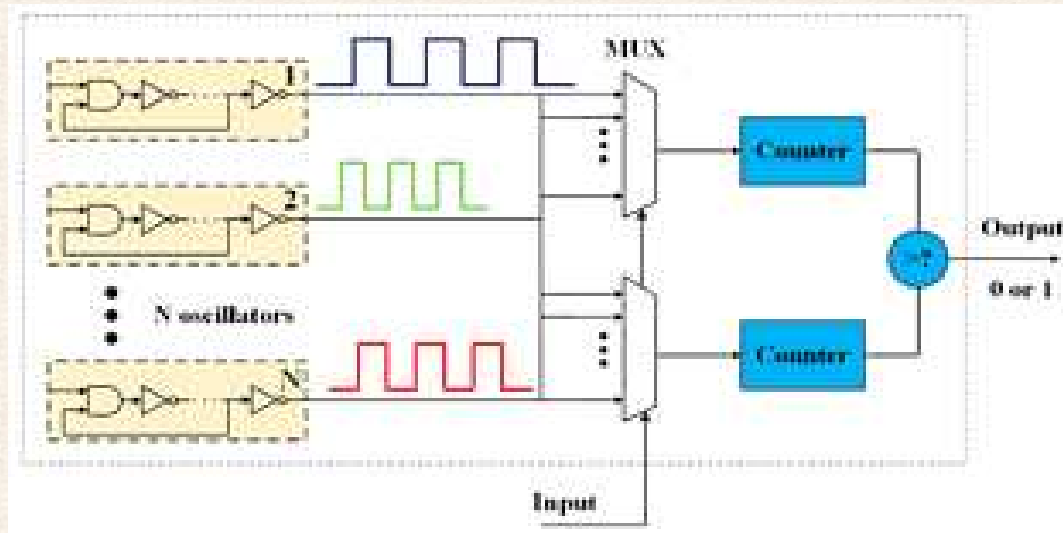 MUX
1
Counter
2
Output
=?
0 or 1
N oscillators
Counter
N
Input